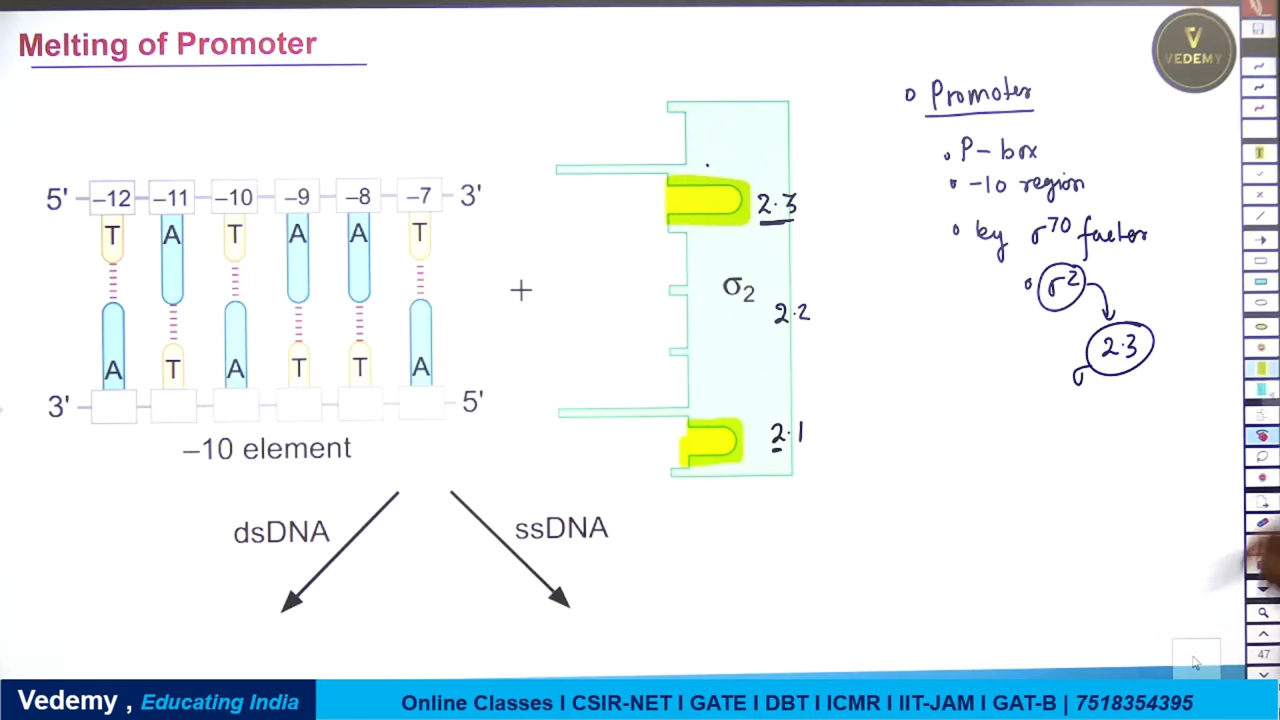 Melting of Promoter
V
VEDEMY
Promoter
P-box
-10 region
by σ70 factor
σ2
2.3
5' –12 –11 –10 –9 –8 –7 3'
T A T A A T
A T A T T A
3' 5'
–10 element
+
σ2
2.3
2.2
2.1
dsDNA
ssDNA
47
Vedemy , Educating India
Online Classes I CSIR-NET I GATE I DBT I ICMR I IIT-JAM I GAT-B | 7518354395